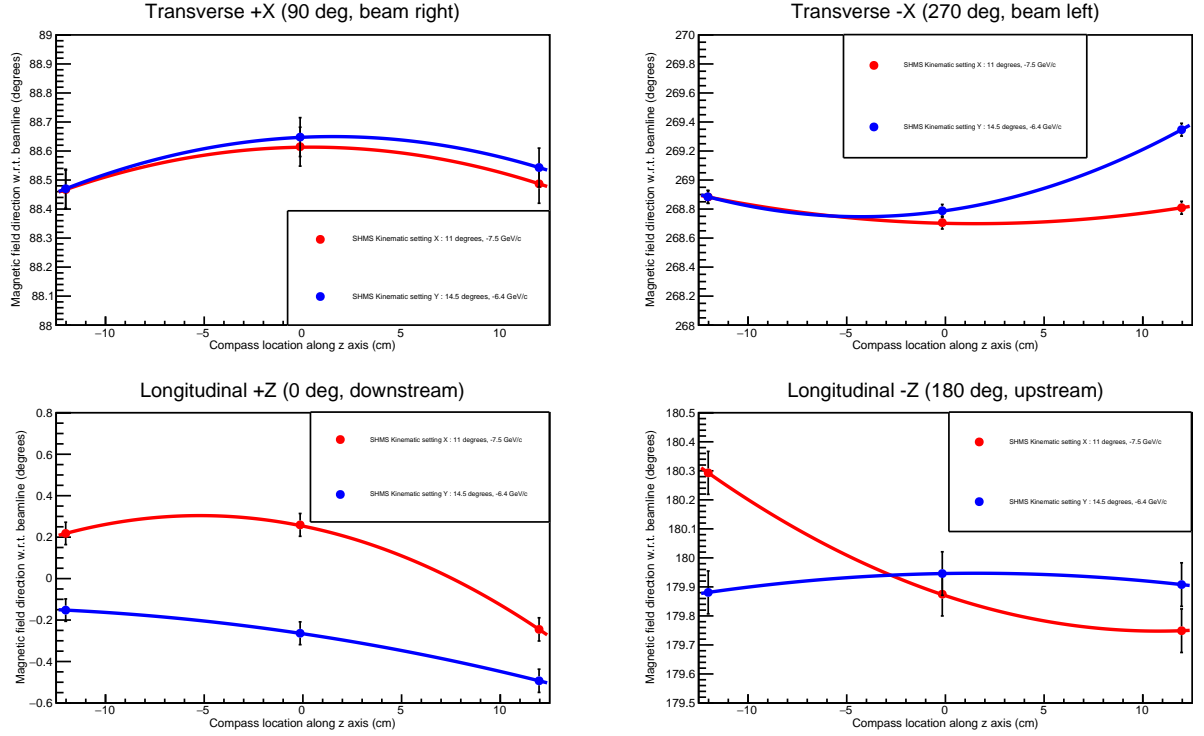 Transverse +X (90 deg, beam right)
Magnetic field direction w.r.t. beamline (degrees)
89
88.9
88.8
88.7
88.6
88.5
88.4
88.3
88.2
88.1
88
SHMS Kinematic setting X : 11 degrees, -7.5 GeV/c
SHMS Kinematic setting Y : 14.5 degrees, -6.4 GeV/c
−10 −5 0 5 10
Compass location along z axis (cm)
Transverse -X (270 deg, beam left)
Magnetic field direction w.r.t. beamline (degrees)
270
269.8
269.6
269.4
269.2
269
268.8
268.6
268.4
268.2
268
SHMS Kinematic setting X : 11 degrees, -7.5 GeV/c
SHMS Kinematic setting Y : 14.5 degrees, -6.4 GeV/c
−10 −5 0 5 10
Compass location along z axis (cm)
Longitudinal +Z (0 deg, downstream)
Magnetic field direction w.r.t. beamline (degrees)
0.8
0.6
0.4
0.2
0
−0.2
−0.4
−0.6
SHMS Kinematic setting X : 11 degrees, -7.5 GeV/c
SHMS Kinematic setting Y : 14.5 degrees, -6.4 GeV/c
−10 −5 0 5 10
Compass location along z axis (cm)
Longitudinal -Z (180 deg, upstream)
Magnetic field direction w.r.t. beamline (degrees)
180.5
180.4
180.3
180.2
180.1
180
179.9
179.8
179.7
179.6
179.5
SHMS Kinematic setting X : 11 degrees, -7.5 GeV/c
SHMS Kinematic setting Y : 14.5 degrees, -6.4 GeV/c
−10 −5 0 5 10
Compass location along z axis (cm)